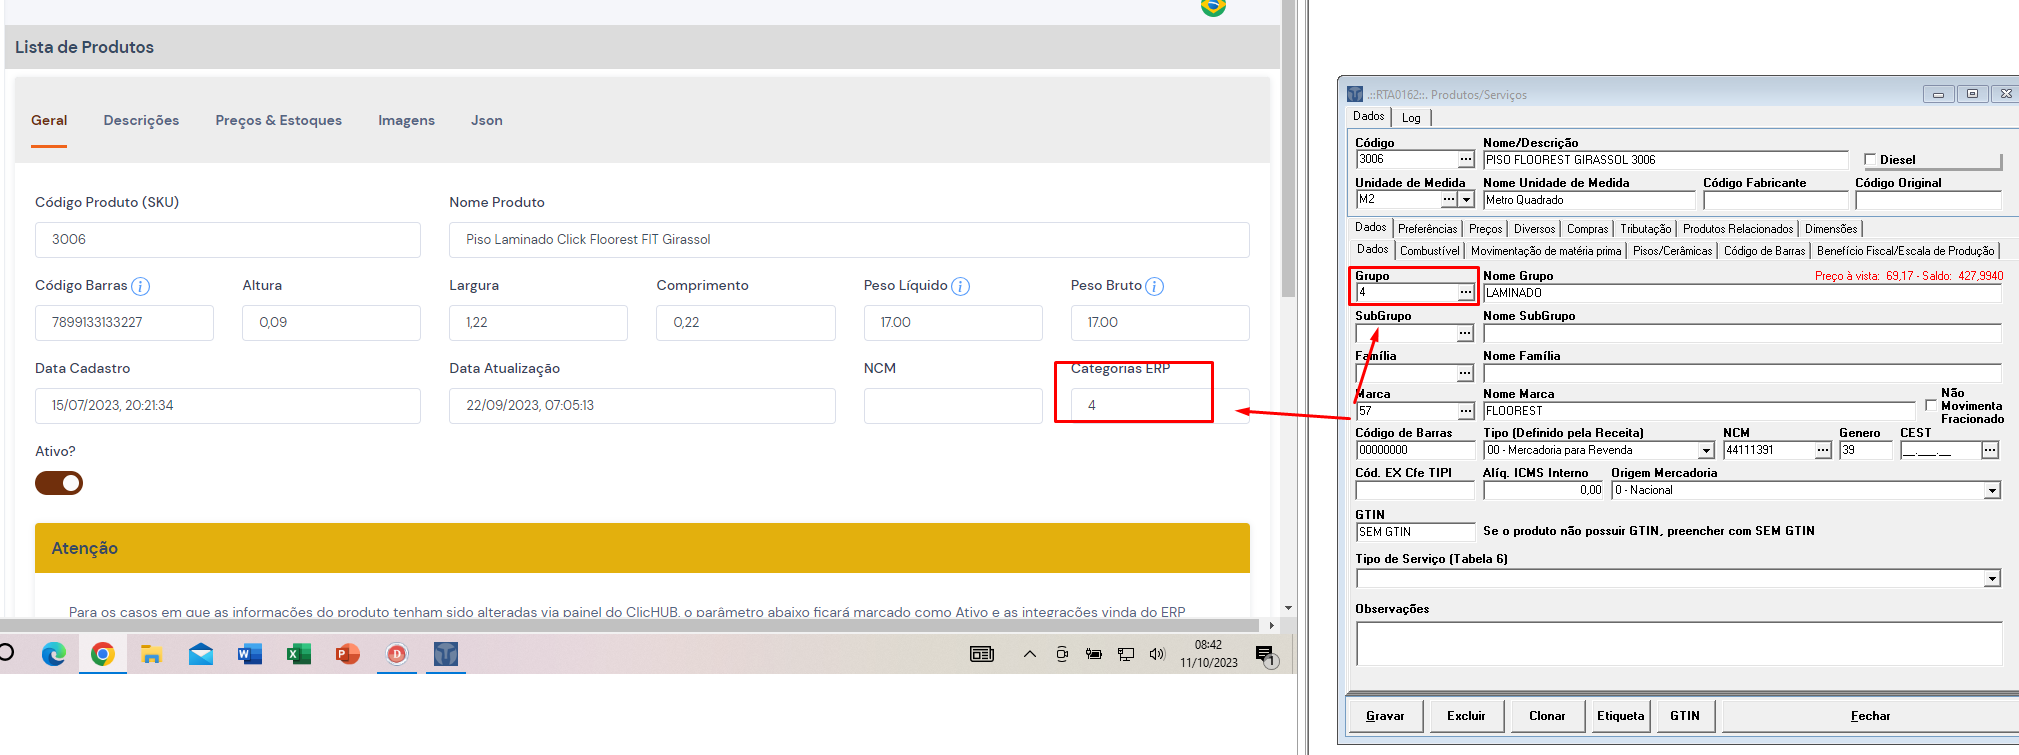 Lista de Produtos
Geral Descrições Preços & Estoques Imagens Json
Código Produto (SKU) Nome Produto
3006 Piso Laminado Click Floorest FIT Girassol
Código Barras i Altura Largura Comprimento Peso Líquido i Peso Bruto i
7899133133227 0,09 1,22 0,22 17.00 17.00
Data Cadastro Data Atualização NCM Categorias ERP
15/07/2023, 20:21:34 22/09/2023, 07:05:13 4
Ativo?
Atenção
Para os casos em que as informações do produto tenham sido alteradas via painel do ClicHUB, o parâmetro abaixo ficará marcado como Ativo e as integrações vinda do ERP
08:42
11/10/2023
1
.::RTA0162::. Produtos/Serviços
Dados Log
Código Nome/Descrição
3006 ... PISO FLOOREST GIRASSOL 3006 Diesel
Unidade de Medida Nome Unidade de Medida Código Fabricante Código Original
M2 ... Metro Quadrado
Dados Preferências Preços Diversos Compras Tributação Produtos Relacionados Dimensões
Dados Combustível Movimentação de matéria prima Pisos/Cerâmicas Código de Barras Benefício Fiscal/Escala de Produção
Grupo Nome Grupo Preço à vista: 69,17 - Saldo: 427,9940
4 ... LAMINADO
SubGrupo Nome SubGrupo
...
Família Nome Família
...
Marca Nome Marca Não Movimenta Fracionado
57 ... FLOOREST
Código de Barras Tipo (Definido pela Receita) NCM Genero CEST
00000000 00 - Mercadoria para Revenda 44111391 ... 39 __.___.__ ...
Cód. EX Cfe TIPI Alíq. ICMS Interno Origem Mercadoria
0,00 0 - Nacional
GTIN
SEM GTIN Se o produto não possuir GTIN, preencher com SEM GTIN
Tipo de Serviço (Tabela 6)
Observações
Gravar Excluir Clonar Etiqueta GTIN Fechar